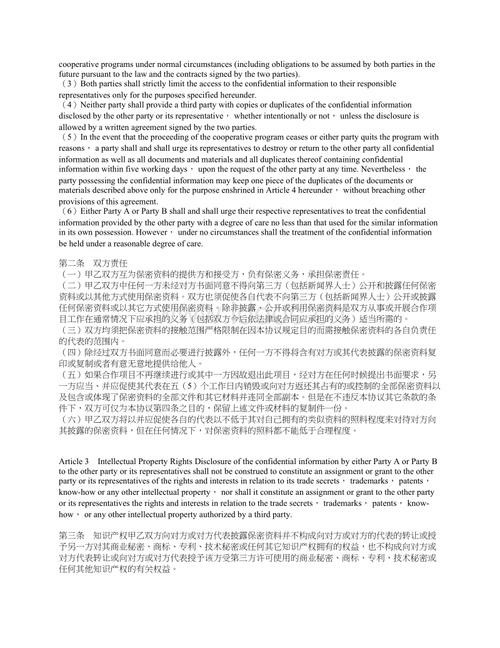 cooperative programs under normal circumstances (including obligations to be assumed by both parties in the
future pursuant to the law and the contracts signed by the two parties).
（3）Both parties shall strictly limit the access to the confidential information to their responsible
representatives only for the purposes specified hereunder.
（4）Neither party shall provide a third party with copies or duplicates of the confidential information
disclosed by the other party or its representatives， whether intentionally or not， unless the disclosure is
allowed by a written agreement signed by the two parties.
（5）In the event that the proceeding of the cooperative program ceases or either party quits the program with
reasons， a party shall and shall urge its representatives to destroy or return to the other party all confidential
information as well as all documents and materials and all duplicates thereof containing confidential
information within five working days， upon the request of the other party at any time. Nevertheless， the
party possessing the confidential information may keep one piece of the duplicates of the documents or
materials described above only for the purpose enshrined in Article 4 hereunder， without breaching other
provisions of this agreement.
（6）Either Party A or Party B shall and shall urge their respective representatives to treat the confidential
information provided by the other party with a degree of care no less than that used for the similar information
in its own possession. However， under no circumstances shall the treatment of the confidential information
be held under a reasonable degree of care.
第二条 双方责任
（一）甲乙双方互为保密资料的提供方和接受方，负有保密义务，承担保密责任。
（二）甲乙双方中任何一方未经对方书面同意不得向第三方（包括新闻界人士）公开和披露任何保密
资料或以其他方式使用保密资料。双方也须促使各自代表不向第三方（包括新闻界人士）公开或披露
任何保密资料或以其它方式使用保密资料。除非披露、公开或利用保密资料是双方从事或开展合作项
目工作在通常情况下应承担的义务（包括双方今后依法律或合同应承担的义务）适当所需的。
（三）双方均须把保密资料的接触范围严格限制在因本协议规定目的而需接触保密资料的各自负责任
的代表的范围内。
（四）除经过双方书面同意而必要进行披露外，任何一方不得将含有对方或其代表披露的保密资料复
印或复制或者有意无意地提供给他人。
（五）如果合作项目不再继续进行或其中一方因故退出此项目，经对方在任何时候提出书面要求，另
一方应当、并应促使其代表在五（5）个工作日内销毁或向对方返还其占有的或控制的全部保密资料以
及包含或体现了保密资料的全部文件和其它材料并连同全部副本。但是在不违反本协议其它条款的条
件下，双方可仅为本协议第四条之目的，保留上述文件或材料的复制件一份。
（六）甲乙双方将以并应促使各自的代表以不低于其对自己拥有的类似资料的照料程度来对待对方向
其披露的保密资料，但在任何情况下，对保密资料的照料都不能低于合理程度。
Article 3 Intellectual Property Rights Disclosure of the confidential information by either Party A or Party B
to the other party or its representatives shall not be construed to constitute an assignment or grant to the other
party or its representatives of the rights and interests in relation to its trade secrets， trademarks， patents，
know-how or any other intellectual property， nor shall it constitute an assignment or grant to the other party
or its representatives the rights and interests in relation to the trade secrets， trademarks， patents， know-
how， or any other intellectual property authorized by a third party.
第三条 知识产权甲乙双方向对方或对方代表披露保密资料并不构成向对方或对方的代表的转让或授
予另一方对其商业秘密、商标、专利、技术秘密或任何其它知识产权拥有的权益，也不构成向对方或
对方代表转让或向对方或对方代表授予该方受第三方许可使用的商业秘密、商标、专利、技术秘密或
任何其他知识产权的有关权益。